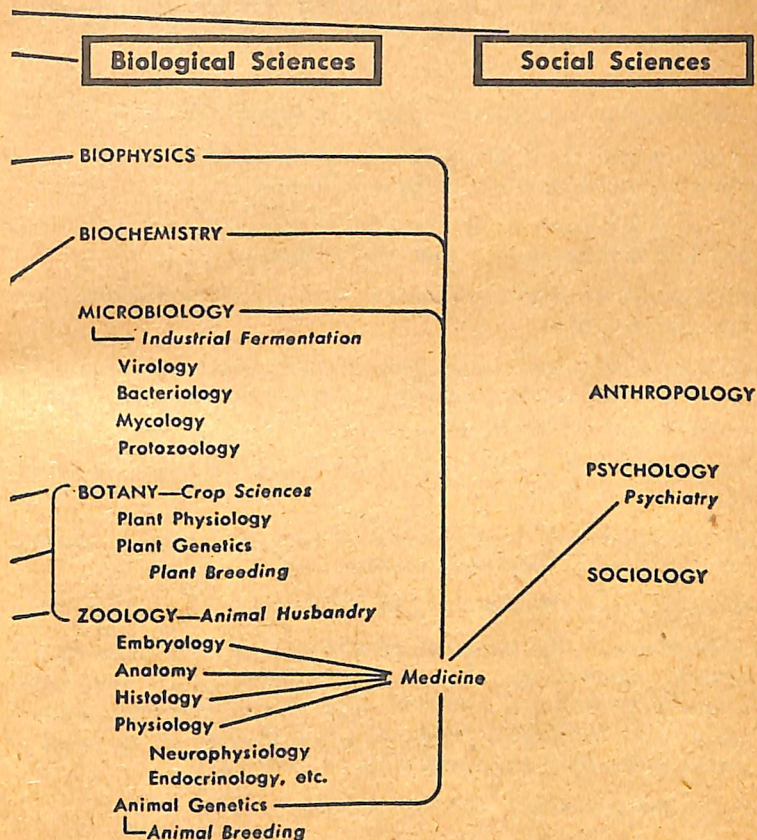 Biological Sciences
Social Sciences
BIOPHYSICS
BIOCHEMISTRY
MICROBIOLOGY
Industrial Fermentation
Virology
Bacteriology
Mycology
Protozoology
BOTANY—Crop Sciences
Plant Physiology
Plant Genetics
Plant Breeding
ZOOLOGY—Animal Husbandry
Embryology
Anatomy
Histology
Physiology
Neurophysiology
Endocrinology, etc.
Animal Genetics
Animal Breeding
Medicine
ANTHROPOLOGY
PSYCHOLOGY
Psychiatry
SOCIOLOGY